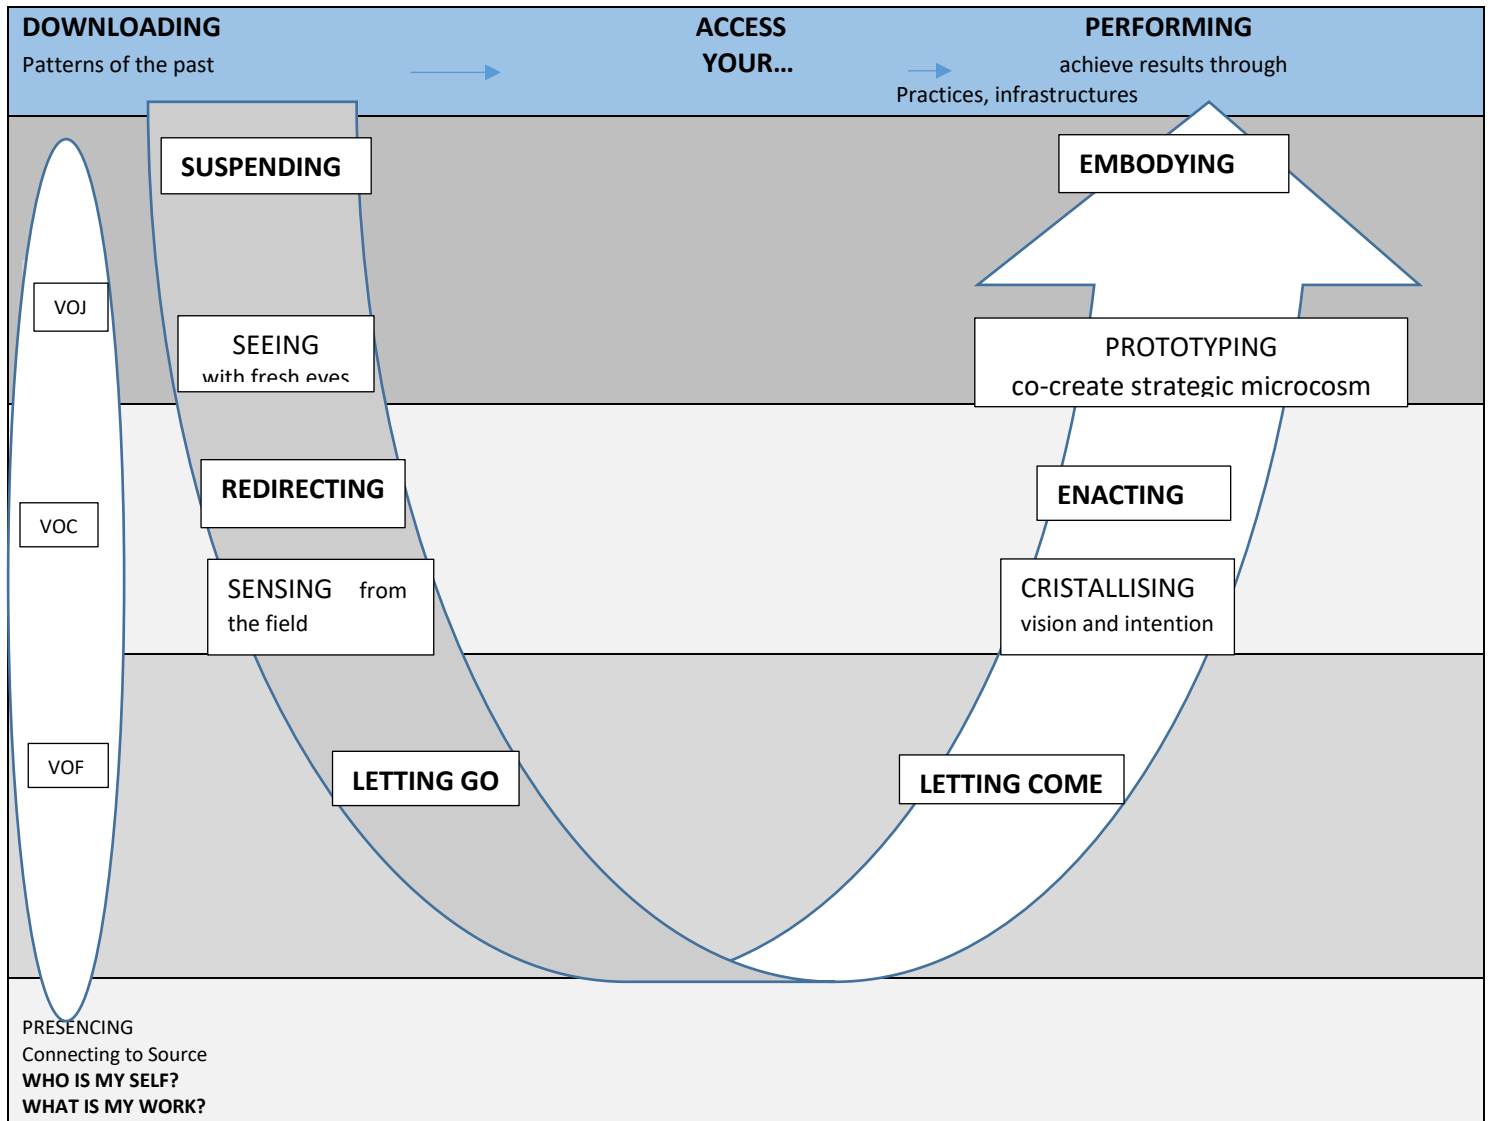 DOWNLOADING
Patterns of the past
ACCESS
YOUR...
PERFORMING
achieve results through
Practices, infrastructures
SUSPENDING
EMBODYING
VOJ
SEEING
with fresh eyes
PROTOTYPING
co-create strategic microcosm
REDIRECTING
ENACTING
VOC
SENSING from
the field
CRISTALLISING
vision and intention
VOF
LETTING GO
LETTING COME
PRESENCING
Connecting to Source
WHO IS MY SELF?
WHAT IS MY WORK?